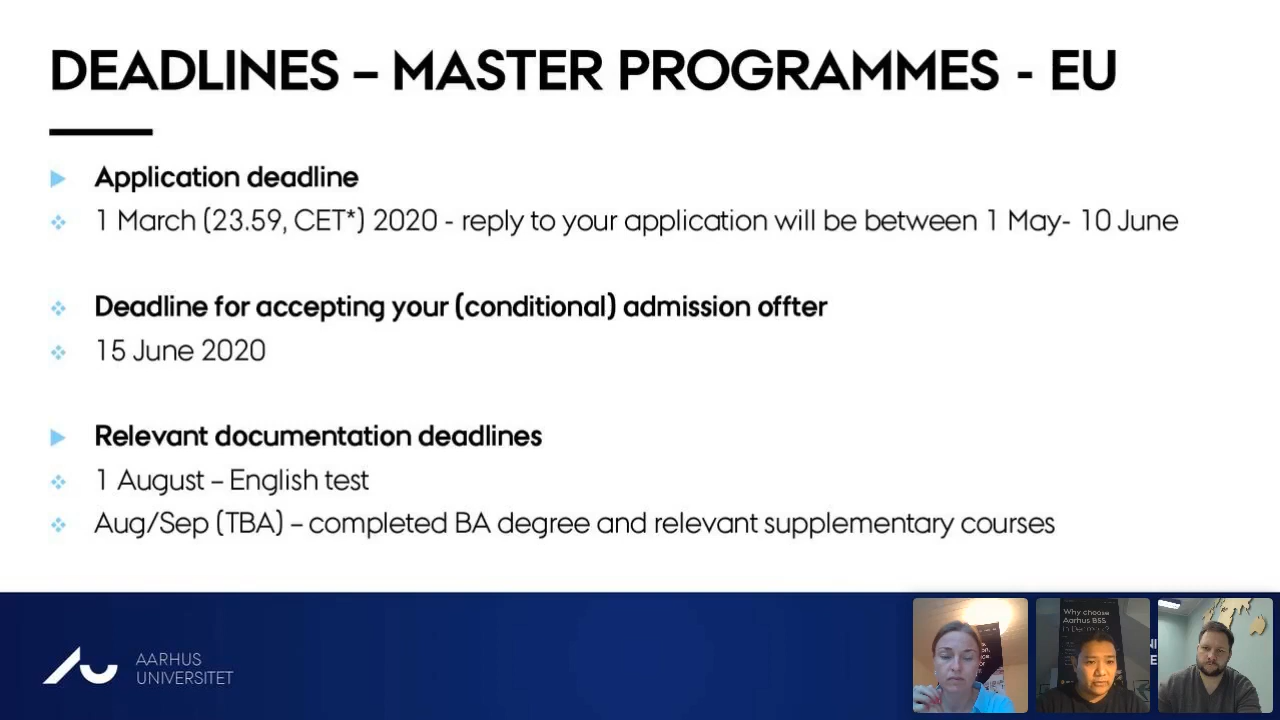 DEADLINES – MASTER PROGRAMMES - EU
Application deadline
1 March (23.59, CET*) 2020 - reply to your application will be between 1 May- 10 June
Deadline for accepting your (conditional) admission offter
15 June 2020
Relevant documentation deadlines
1 August – English test
Aug/Sep (TBA) – completed BA degree and relevant supplementary courses
AARHUS
UNIVERSITET
Why choose
Aarhus BSS
in Denmark?